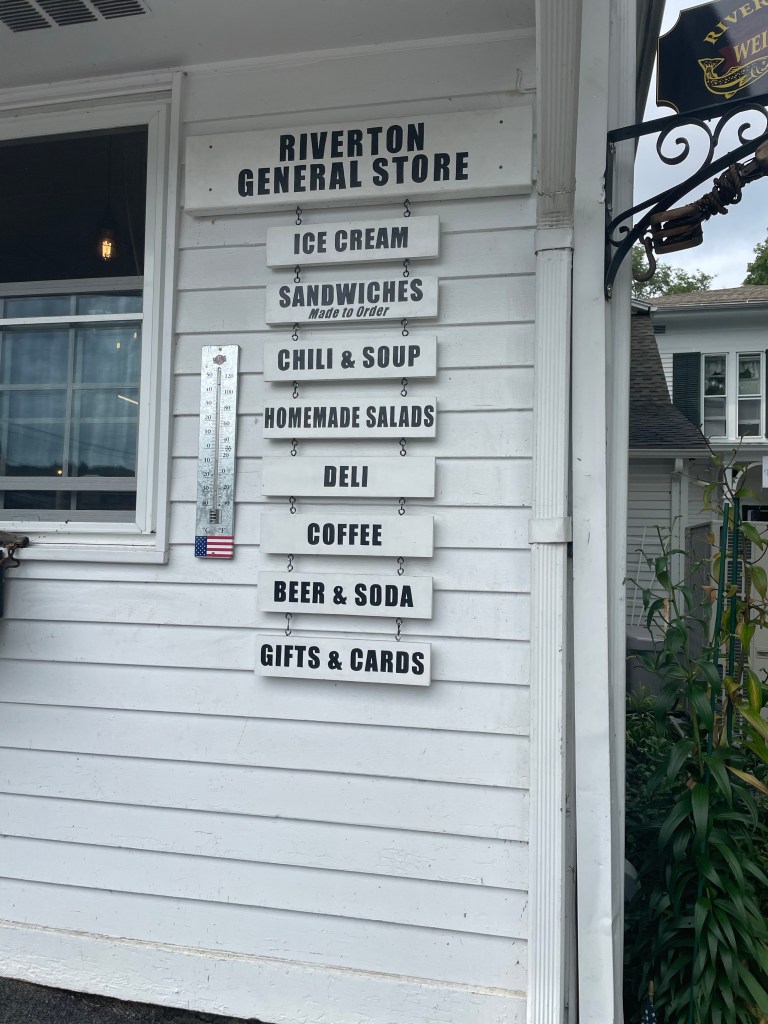 RIVERTON
GENERAL STORE
ICE CREAM
SANDWICHES
Made to Order
CHILI & SOUP
HOMEMADE SALADS
DELI
COFFEE
BEER & SODA
GIFTS & CARDS